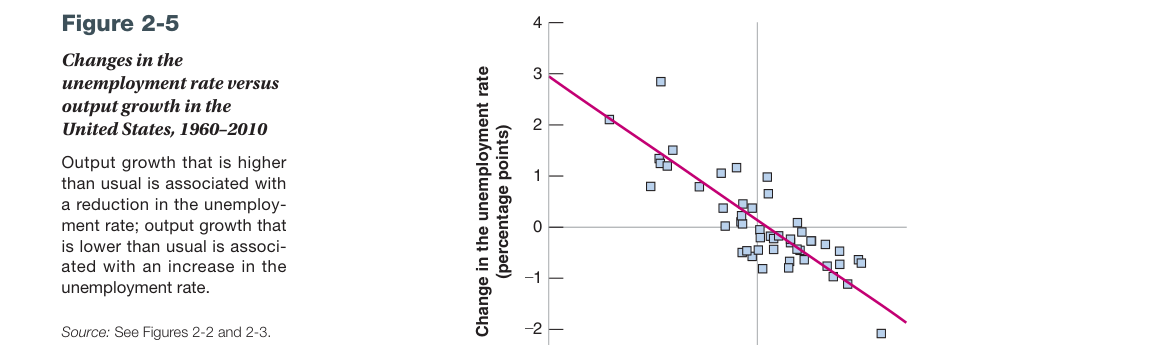 Figure 2-5
Changes in the
unemployment rate versus
output growth in the
United States, 1960–2010
Output growth that is higher
than usual is associated with
a reduction in the unemploy-
ment rate; output growth that
is lower than usual is associ-
ated with an increase in the
unemployment rate.
Source: See Figures 2-2 and 2-3.
Change in the unemployment rate
(percentage points)
4
3
2
1
0
–1
–2